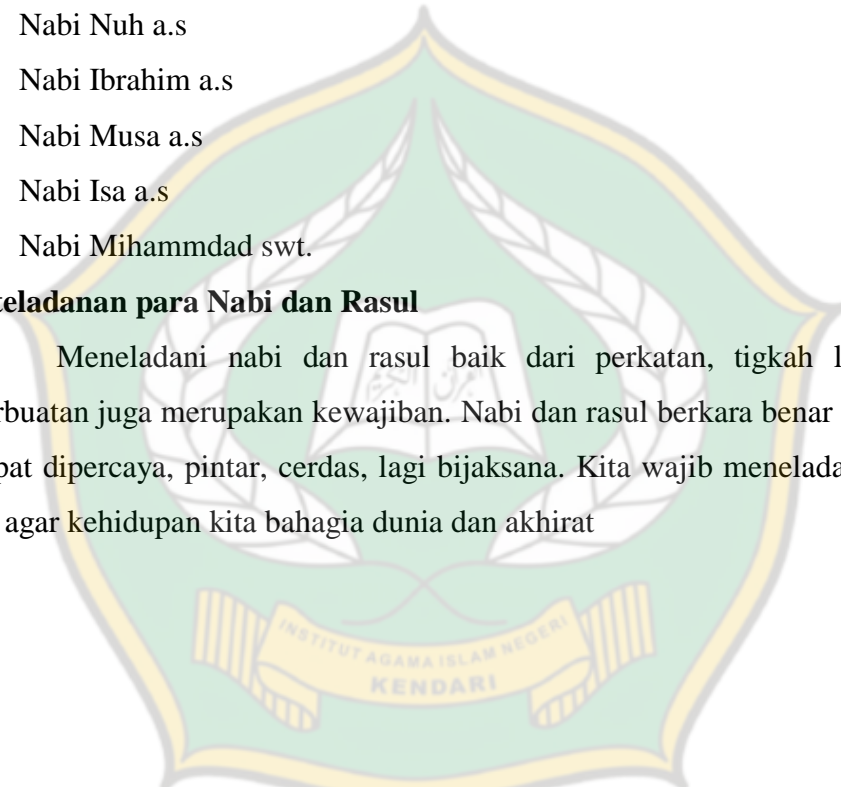 Nabi Nuh a.s
Nabi Ibrahim a.s
Nabi Musa a.s
Nabi Isa a.s
Nabi Mihammdad swt.
teladanan para Nabi dan Rasul
Meneladani nabi dan rasul baik dari perkatan, tigkah l
rbuatan juga merupakan kewajiban. Nabi dan rasul berkara benar
pat dipercaya, pintar, cerdas, lagi bijaksana. Kita wajib menelada
agar kehidupan kita bahagia dunia dan akhirat
INSTITUT AGAMA ISLAM NEGERI
KENDARI